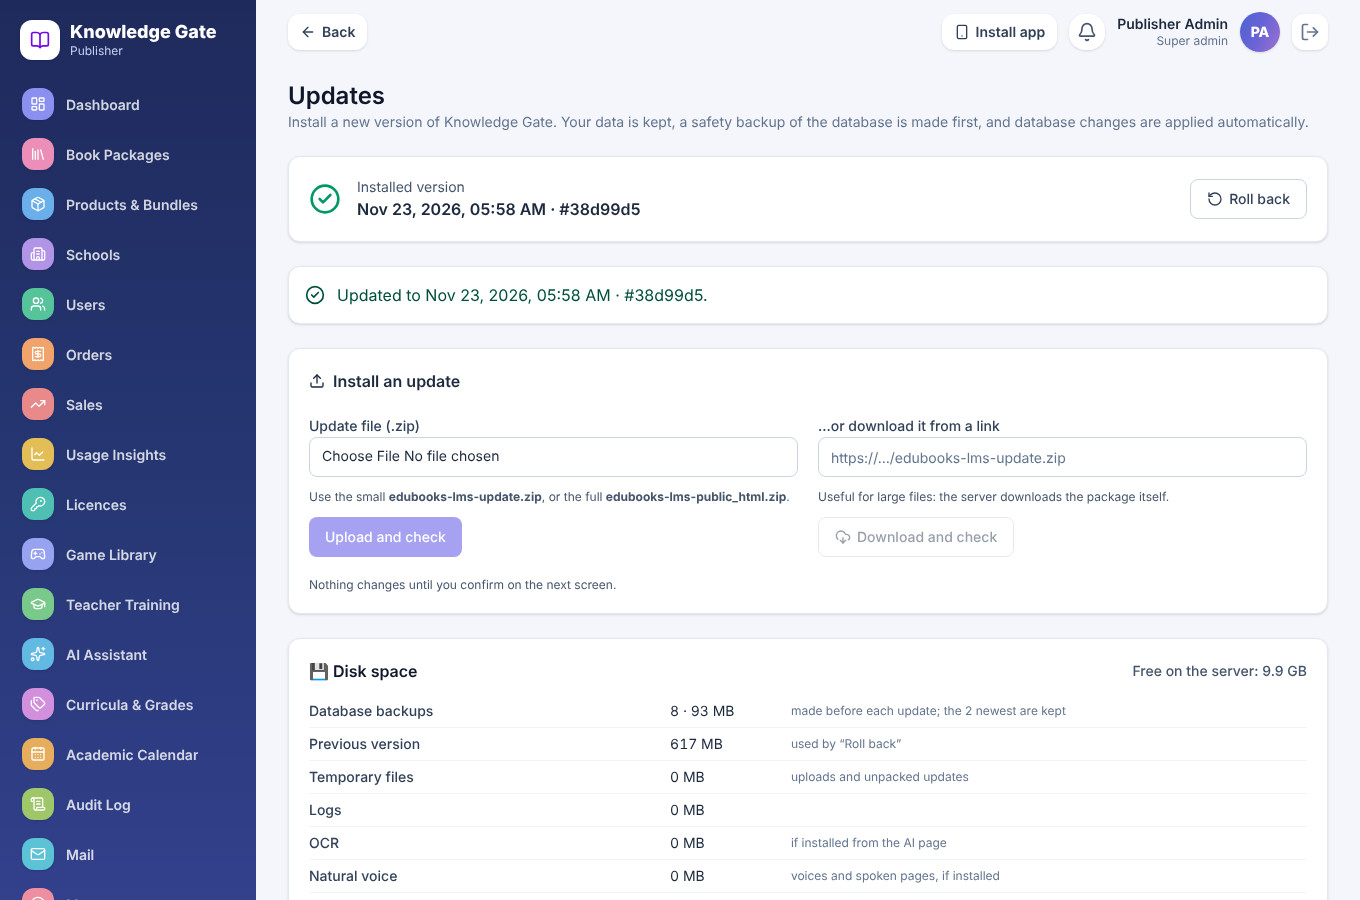 Knowledge Gate
Publisher
Dashboard
Book Packages
Products & Bundles
Schools
Users
Orders
Sales
Usage Insights
Licences
Game Library
Teacher Training
AI Assistant
Curricula & Grades
Academic Calendar
Audit Log
Mail
Back
Install app
Publisher Admin
Super admin
PA
Updates
Install a new version of Knowledge Gate. Your data is kept, a safety backup of the database is made first, and database changes are applied automatically.
Installed version
Nov 23, 2026, 05:58 AM · #38d99d5
Roll back
Updated to Nov 23, 2026, 05:58 AM · #38d99d5.
Install an update
Update file (.zip)
Choose File No file chosen
Use the small edubooks-lms-update.zip, or the full edubooks-lms-public_html.zip.
Upload and check
...or download it from a link
https://.../edubooks-lms-update.zip
Useful for large files: the server downloads the package itself.
Download and check
Nothing changes until you confirm on the next screen.
Disk space
Free on the server: 9.9 GB
Database backups 8 · 93 MB made before each update; the 2 newest are kept
Previous version 617 MB used by “Roll back”
Temporary files 0 MB uploads and unpacked updates
Logs 0 MB
OCR 0 MB if installed from the AI page
Natural voice 0 MB voices and spoken pages, if installed